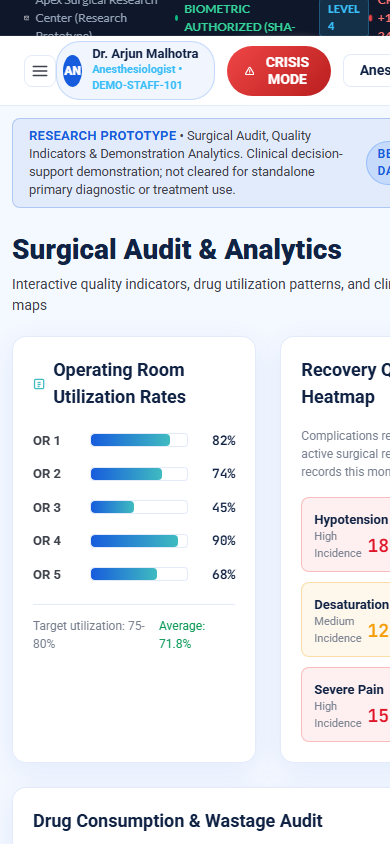 Apex Surgical Research
Center (Research
Prototype)
BIOMETRIC
AUTHORIZED (SHA-
LEVEL
4
+1
AN
Dr. Arjun Malhotra
Anesthesiologist •
DEMO-STAFF-101
CRISIS
MODE
Anes
RESEARCH PROTOTYPE • Surgical Audit, Quality
Indicators & Demonstration Analytics. Clinical decision-
support demonstration; not cleared for standalone
primary diagnostic or treatment use.
BE
DA
Surgical Audit & Analytics
Interactive quality indicators, drug utilization patterns, and cli
maps
Operating Room
Utilization Rates
OR 1 82%
OR 2 74%
OR 3 45%
OR 4 90%
OR 5 68%
Target utilization: 75-
80%
Average:
71.8%
Recovery Q
Heatmap
Complications re
active surgical re
records this mon
Hypotension
High
Incidence 18
Desaturation
Medium
Incidence 12
Severe Pain
High
Incidence 15
Drug Consumption & Wastage Audit